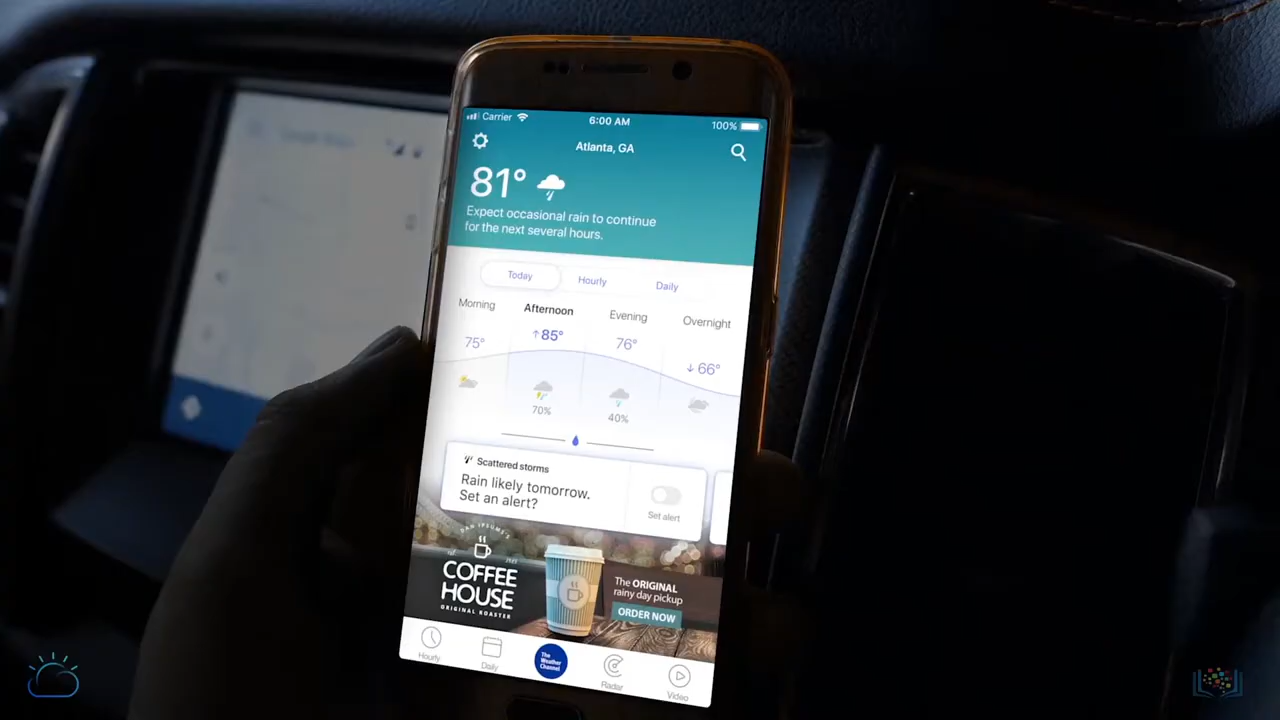 Carrier 6:00 AM 100%
Atlanta, GA
81°
Expect occasional rain to continue
for the next several hours.
Today Hourly Daily
Morning Afternoon Evening Overnight
75° ↑85° 76° ↓66°
70% 40%
Scattered storms
Rain likely tomorrow.
Set an alert?
Set alert
DAN IPSUMS'S
COFFEE
HOUSE
ORIGINAL ROASTER
The ORIGINAL
rainy day pickup
ORDER NOW
Hourly Daily The Weather Channel Radar Video